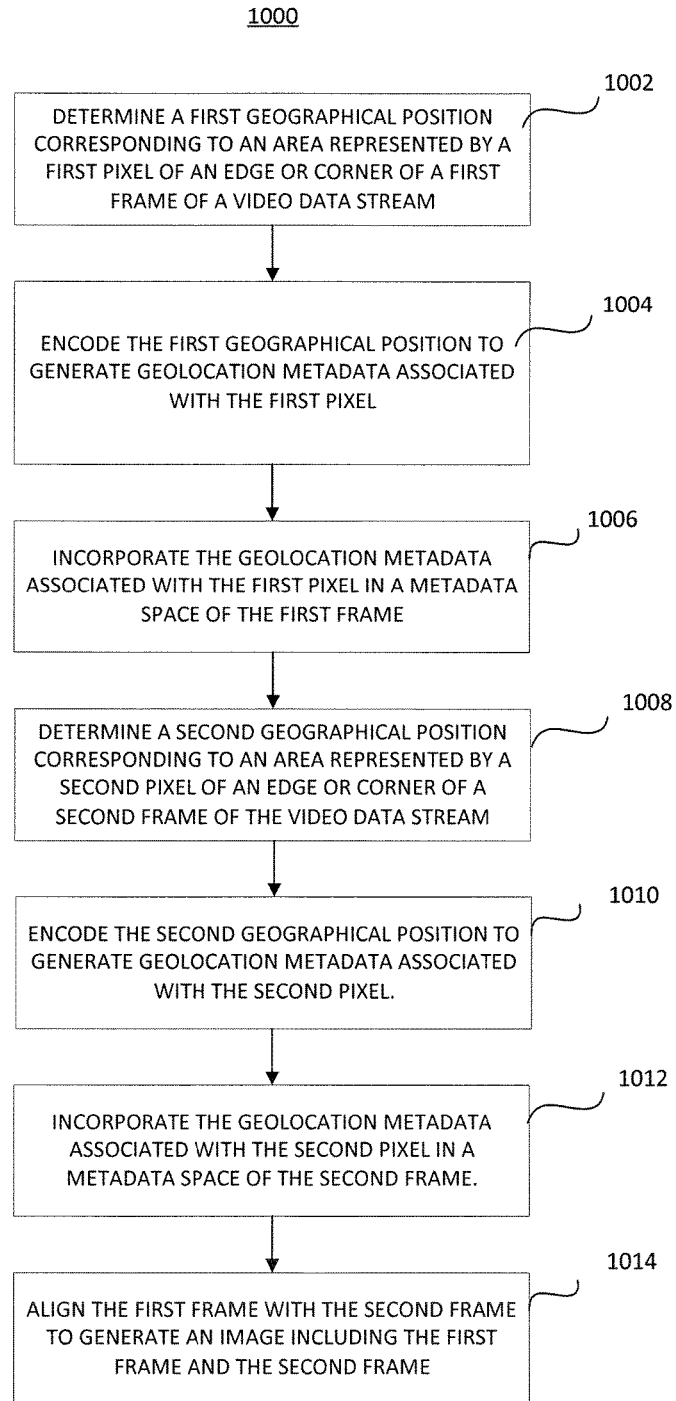 1000
1002
DETERMINE A FIRST GEOGRAPHICAL POSITION
CORRESPONDING TO AN AREA REPRESENTED BY A
FIRST PIXEL OF AN EDGE OR CORNER OF A FIRST
FRAME OF A VIDEO DATA STREAM
1004
ENCODE THE FIRST GEOGRAPHICAL POSITION TO
GENERATE GEOLOCATION METADATA ASSOCIATED
WITH THE FIRST PIXEL
1006
INCORPORATE THE GEOLOCATION METADATA
ASSOCIATED WITH THE FIRST PIXEL IN A METADATA
SPACE OF THE FIRST FRAME
1008
DETERMINE A SECOND GEOGRAPHICAL POSITION
CORRESPONDING TO AN AREA REPRESENTED BY A
SECOND PIXEL OF AN EDGE OR CORNER OF A
SECOND FRAME OF THE VIDEO DATA STREAM
1010
ENCODE THE SECOND GEOGRAPHICAL POSITION TO
GENERATE GEOLOCATION METADATA ASSOCIATED
WITH THE SECOND PIXEL.
1012
INCORPORATE THE GEOLOCATION METADATA
ASSOCIATED WITH THE SECOND PIXEL IN A
METADATA SPACE OF THE SECOND FRAME.
1014
ALIGN THE FIRST FRAME WITH THE SECOND FRAME
TO GENERATE AN IMAGE INCLUDING THE FIRST
FRAME AND THE SECOND FRAME